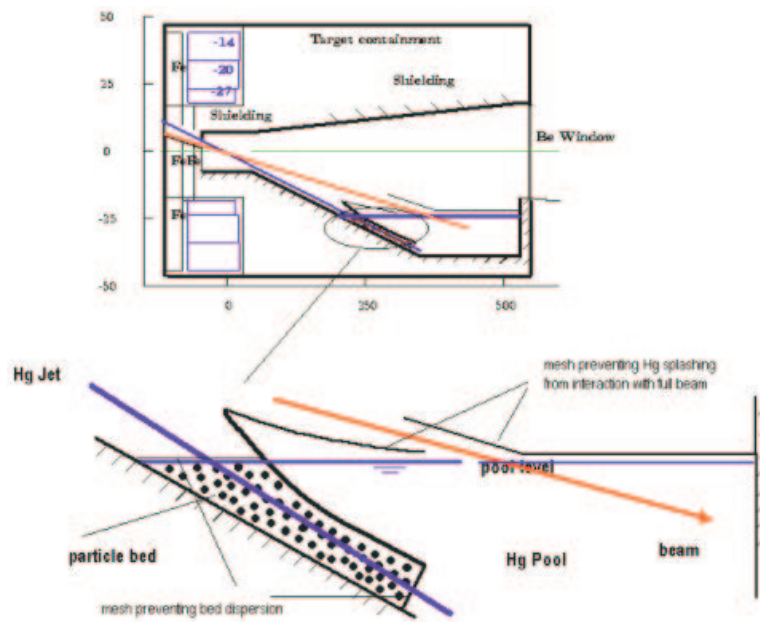 50
25
0
-25
-50
0
250
500
-14
-20
-27
Fe
Fe
Fe
Fe
Target containment
Shielding
Shielding
Be Window
Hg Jet
mesh preventing Hg splashing
from interaction with full beam
pool level
particle bed
Hg Pool
beam
mesh preventing bed dispersion